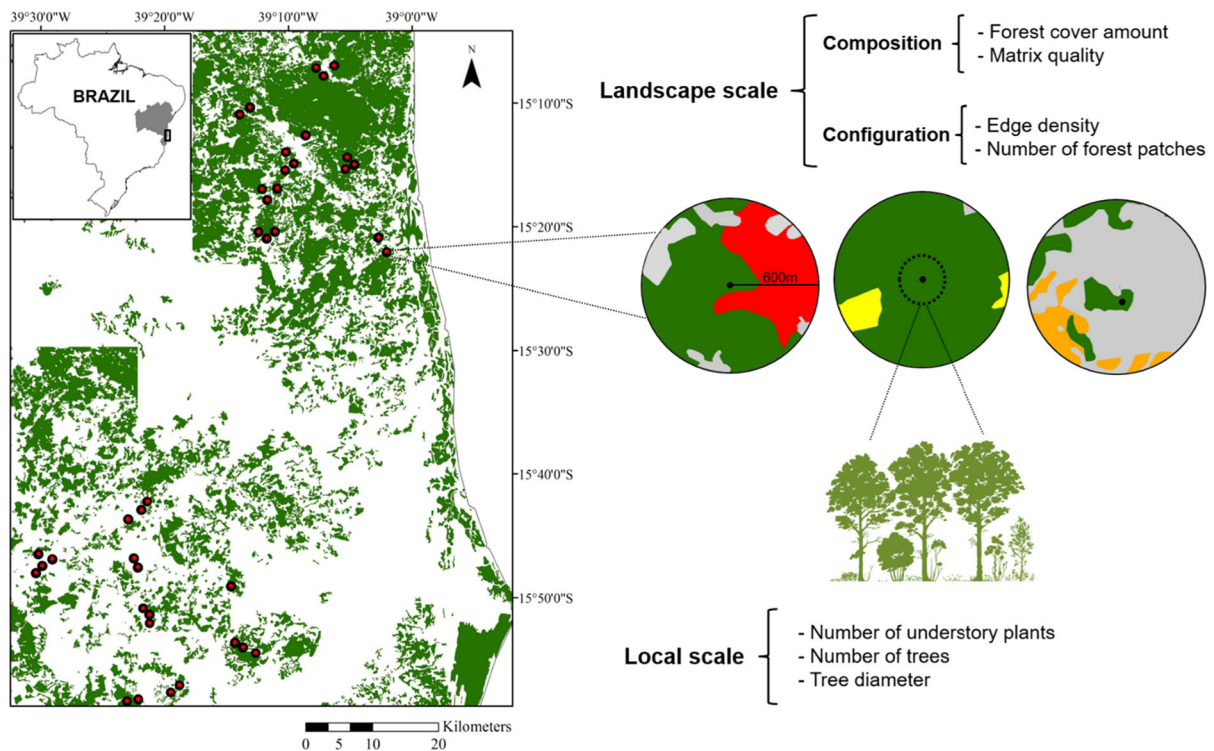 39°30'0"W 39°20'0"W 39°10'0"W 39°0'0"W
BRAZIL
N
15°10'0"S
15°20'0"S
15°30'0"S
15°40'0"S
15°50'0"S
Kilometers
0 5 10 20
Landscape scale
Composition
- Forest cover amount
- Matrix quality
Configuration
- Edge density
- Number of forest patches
600m
Local scale
- Number of understory plants
- Number of trees
- Tree diameter